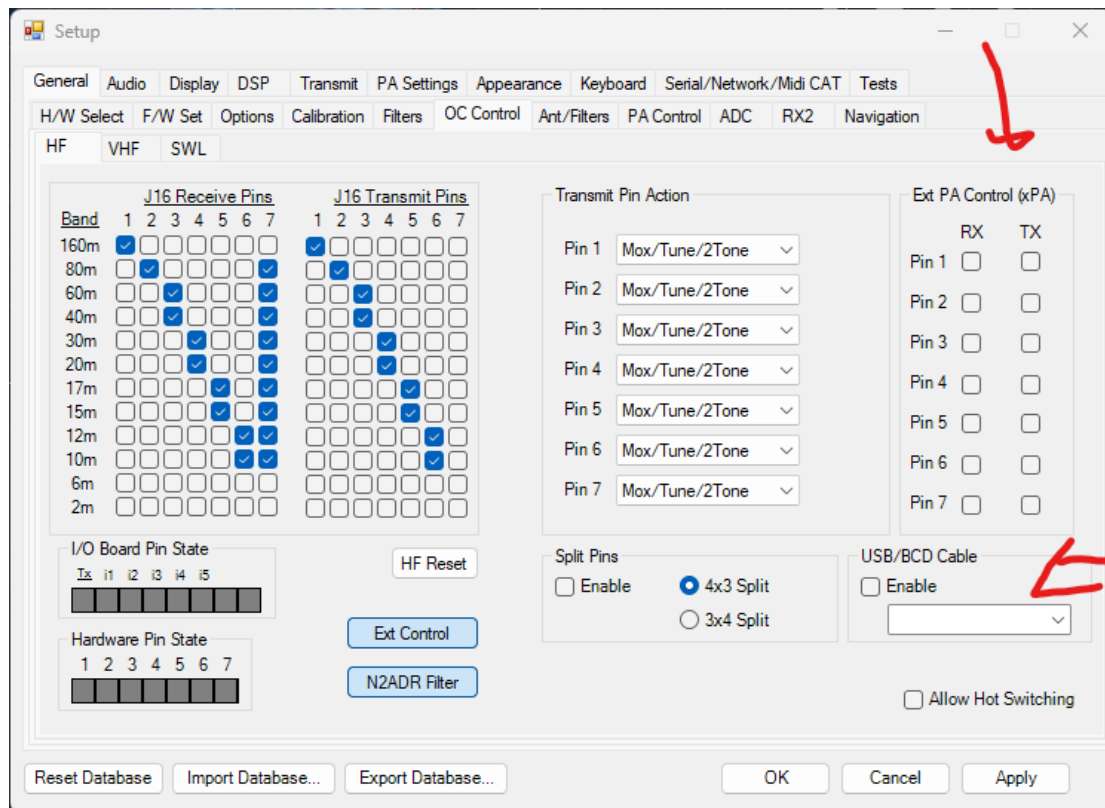 Setup
General Audio Display DSP Transmit PA Settings Appearance Keyboard Serial/Network/Midi CAT Tests
H/W Select F/W Set Options Calibration Filters OC Control Ant/Filters PA Control ADC RX2 Navigation
HF VHF SWL
J16 Receive Pins J16 Transmit Pins
Band 1 2 3 4 5 6 7 1 2 3 4 5 6 7
160m
80m
60m
40m
30m
20m
17m
15m
12m
10m
6m
2m
Transmit Pin Action
Pin 1 Mox/Tune/2Tone
Pin 2 Mox/Tune/2Tone
Pin 3 Mox/Tune/2Tone
Pin 4 Mox/Tune/2Tone
Pin 5 Mox/Tune/2Tone
Pin 6 Mox/Tune/2Tone
Pin 7 Mox/Tune/2Tone
Ext PA Control (xPA)
RX TX
Pin 1
Pin 2
Pin 3
Pin 4
Pin 5
Pin 6
Pin 7
I/O Board Pin State
Tx i1 i2 i3 i4 i5
HF Reset
Hardware Pin State
1 2 3 4 5 6 7
Ext Control
N2ADR Filter
Split Pins
Enable 4x3 Split
3x4 Split
USB/BCD Cable
Enable
Allow Hot Switching
Reset Database Import Database... Export Database... OK Cancel Apply